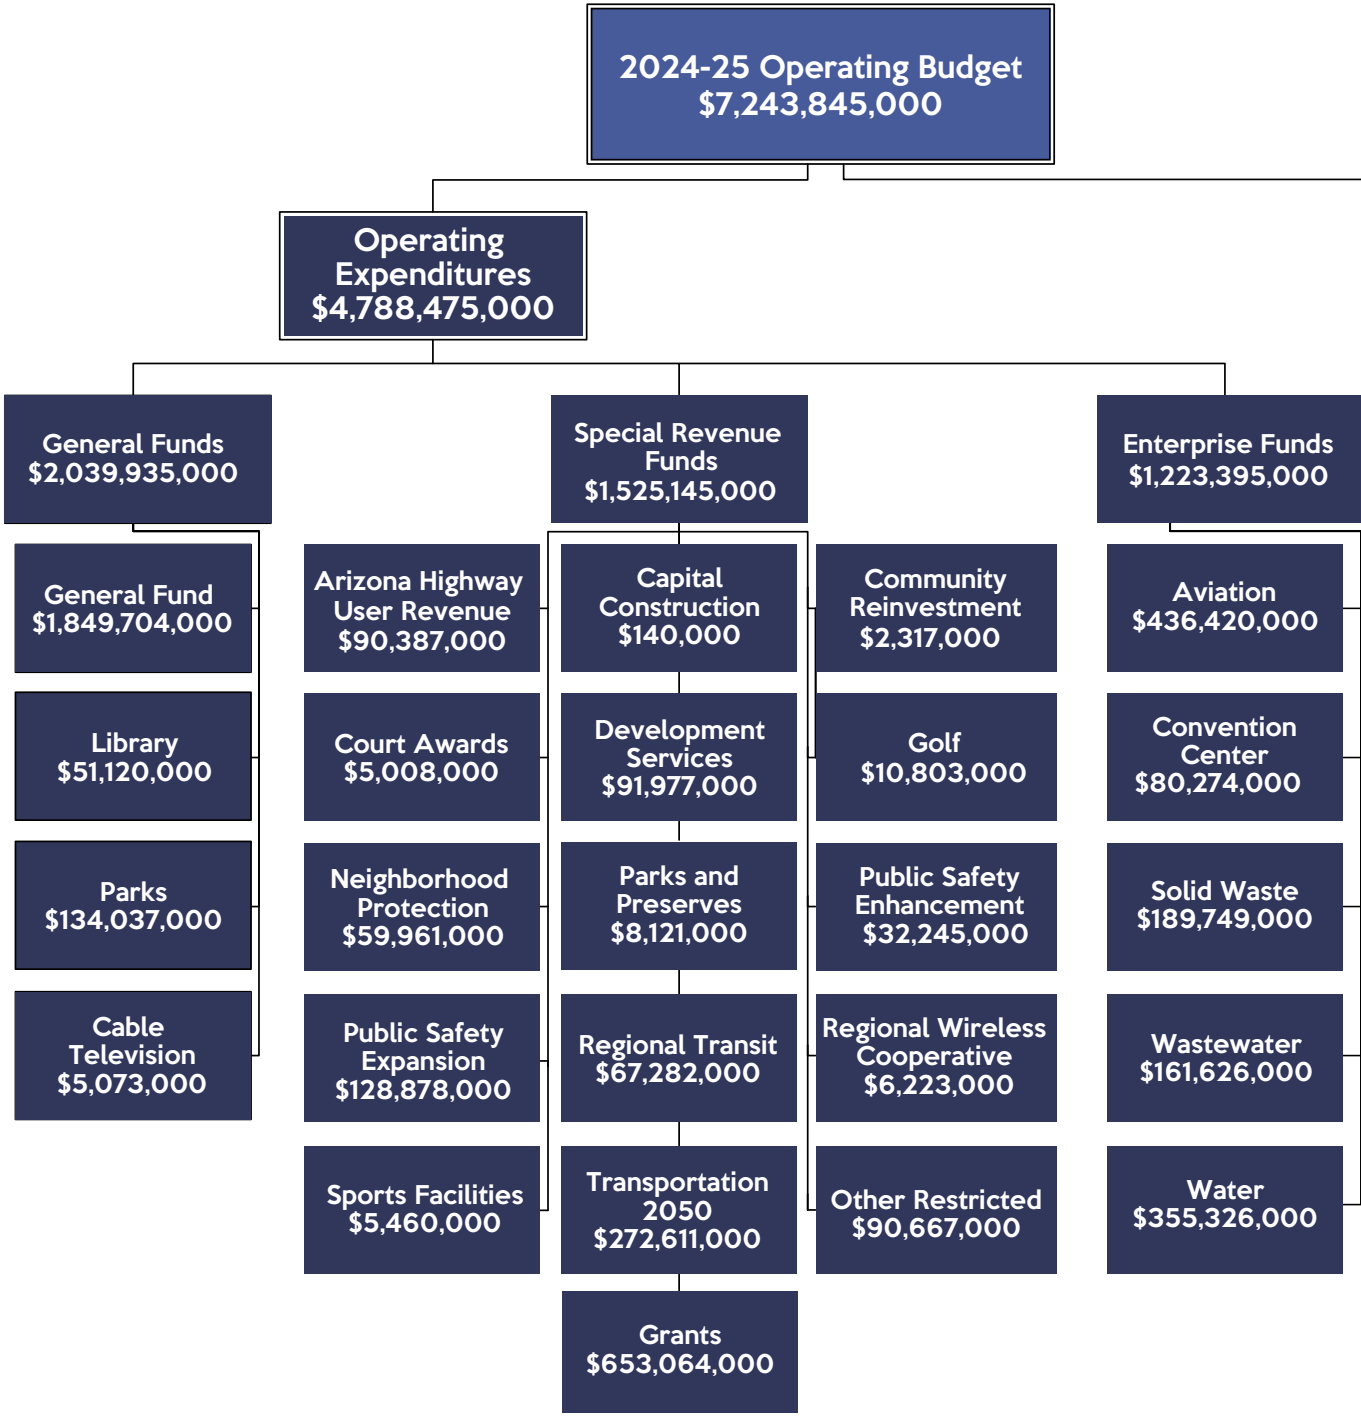 2024-25 Operating Budget
$7,243,845,000
Operating
Expenditures
$4,788,475,000
General Funds
$2,039,935,000
Special Revenue
Funds
$1,525,145,000
Enterprise Funds
$1,223,395,000
General Fund
$1,849,704,000
Library
$51,120,000
Parks
$134,037,000
Cable
Television
$5,073,000
Arizona Highway
User Revenue
$90,387,000
Court Awards
$5,008,000
Neighborhood
Protection
$59,961,000
Public Safety
Expansion
$128,878,000
Sports Facilities
$5,460,000
Capital
Construction
$140,000
Development
Services
$91,977,000
Parks and
Preserves
$8,121,000
Regional Transit
$67,282,000
Transportation
2050
$272,611,000
Grants
$653,064,000
Community
Reinvestment
$2,317,000
Golf
$10,803,000
Public Safety
Enhancement
$32,245,000
Regional Wireless
Cooperative
$6,223,000
Other Restricted
$90,667,000
Aviation
$436,420,000
Convention
Center
$80,274,000
Solid Waste
$189,749,000
Wastewater
$161,626,000
Water
$355,326,000